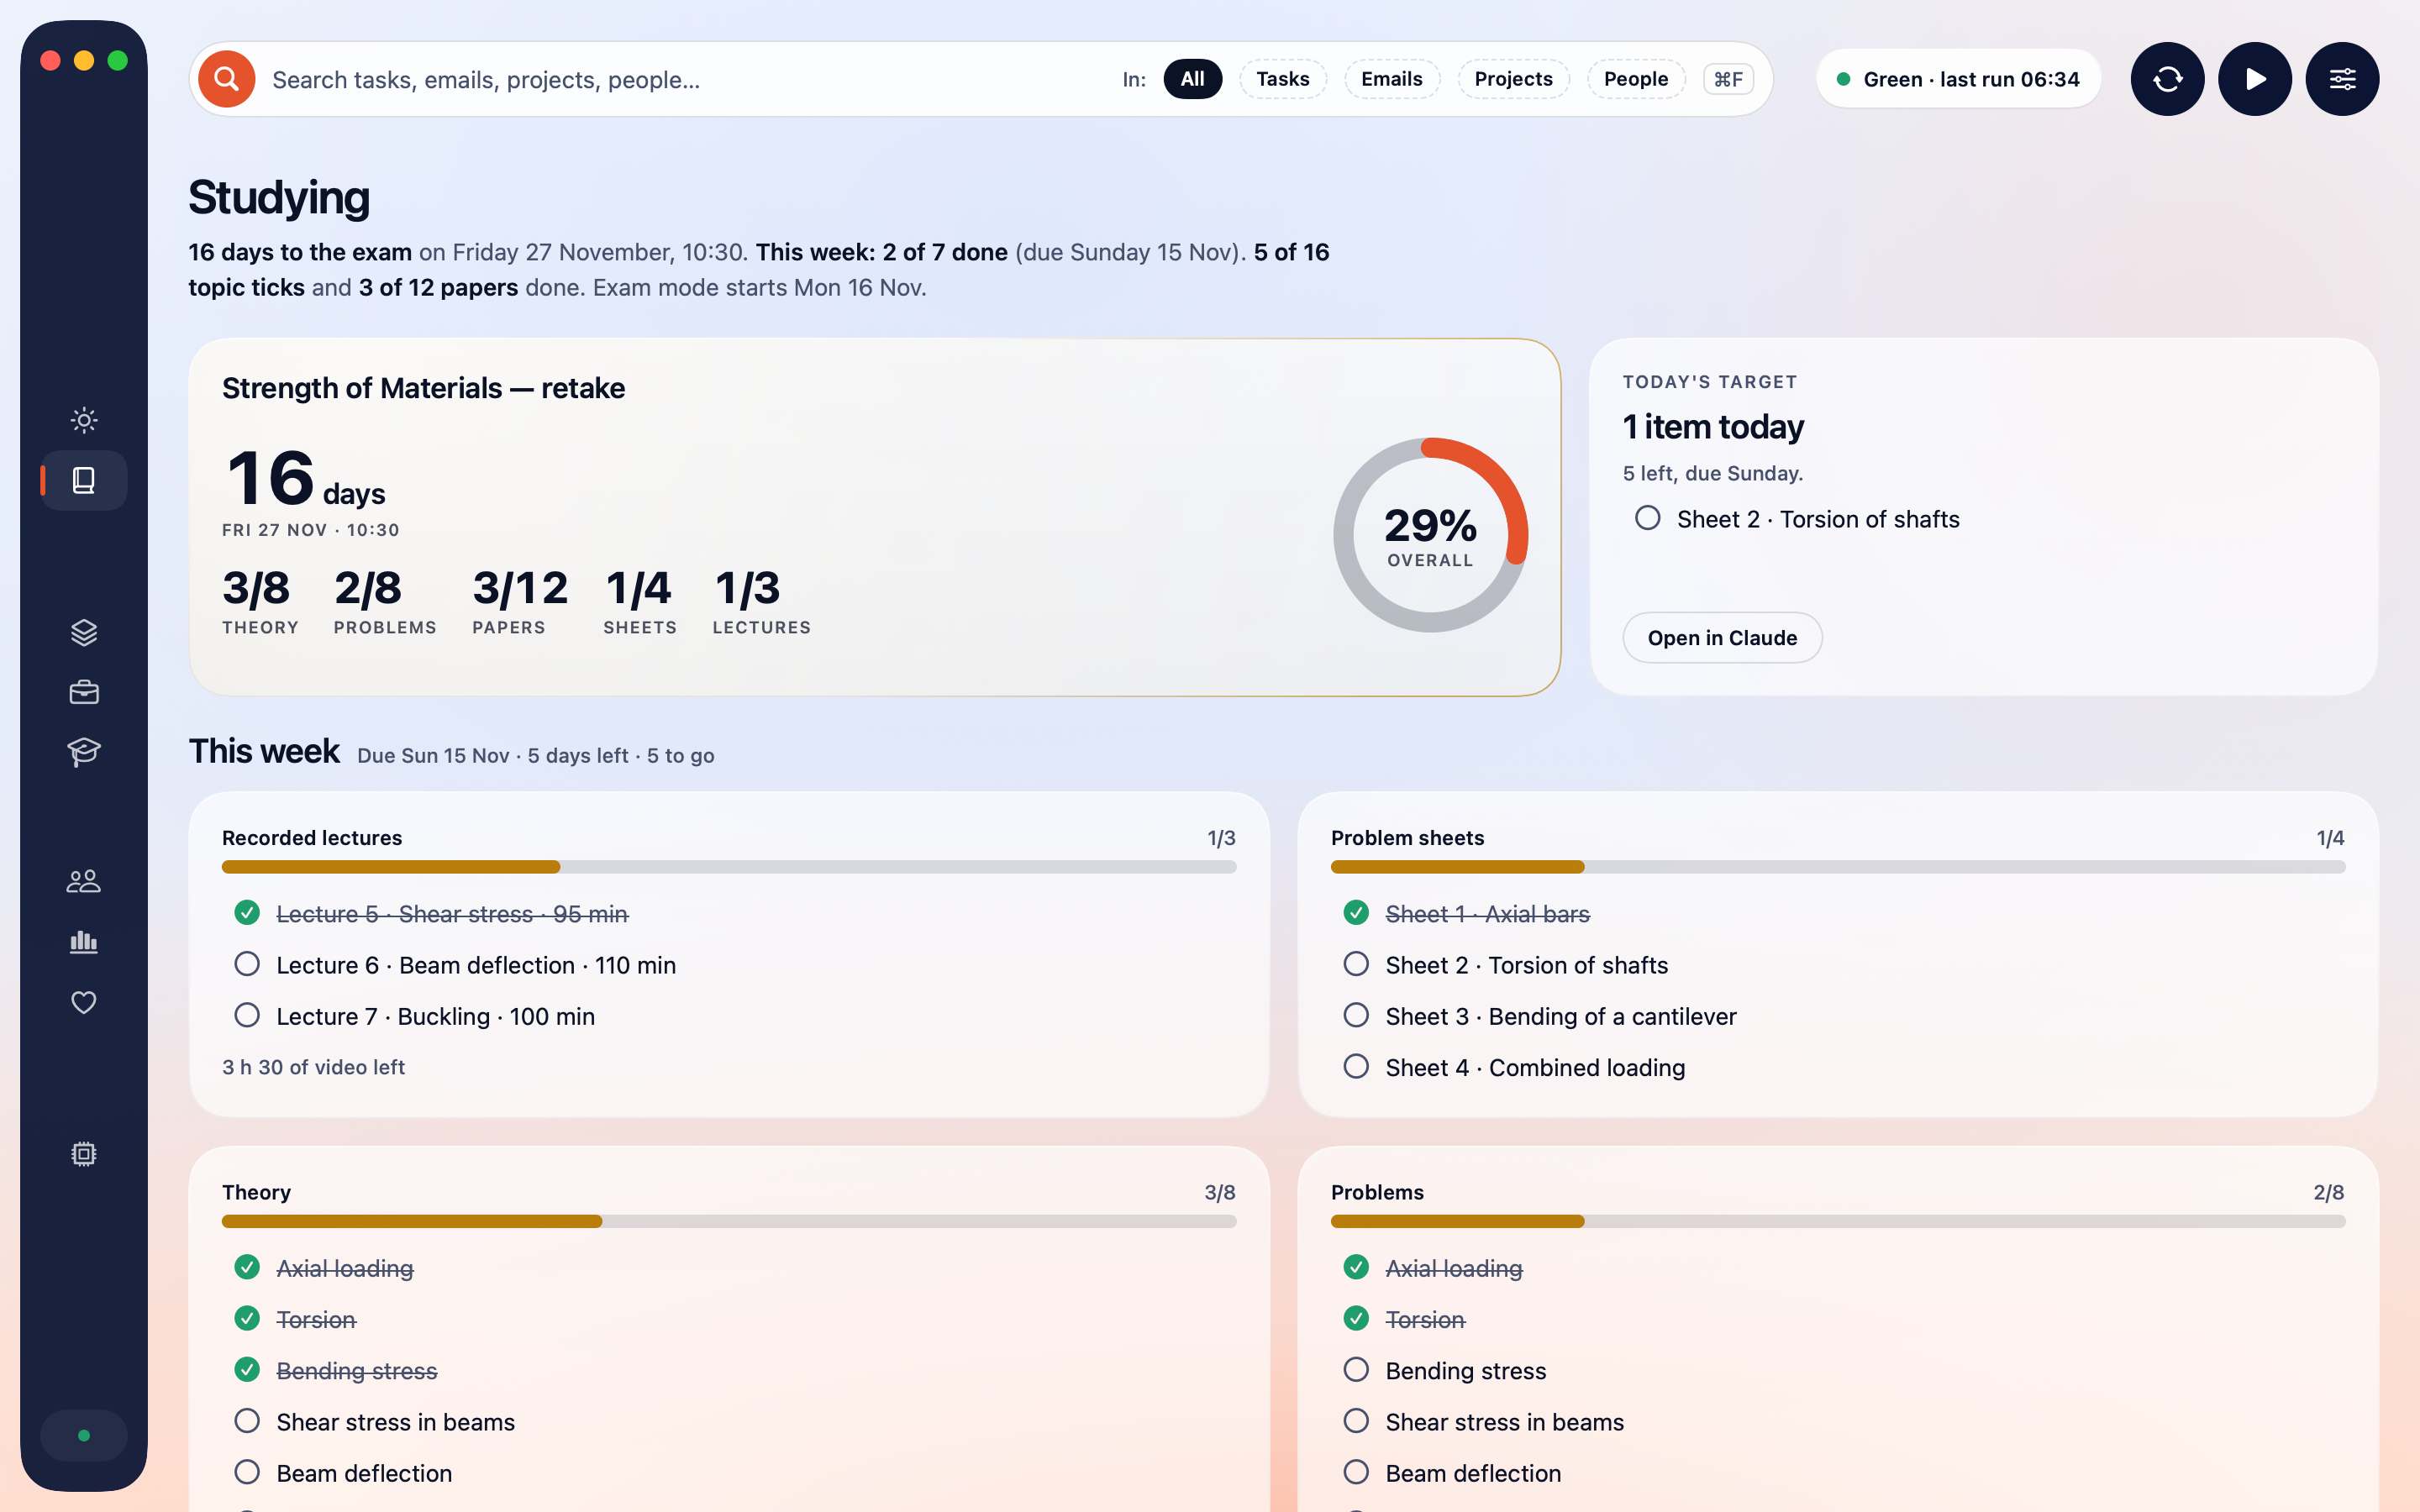 Search tasks, emails, projects, people...
In: All Tasks Emails Projects People ⌘F
Green · last run 06:34
Studying
16 days to the exam on Friday 27 November, 10:30. This week: 2 of 7 done (due Sunday 15 Nov). 5 of 16
topic ticks and 3 of 12 papers done. Exam mode starts Mon 16 Nov.
Strength of Materials — retake
16 days
FRI 27 NOV · 10:30
3/8 2/8 3/12 1/4 1/3
THEORY PROBLEMS PAPERS SHEETS LECTURES
29%
OVERALL
TODAY'S TARGET
1 item today
5 left, due Sunday.
Sheet 2 · Torsion of shafts
Open in Claude
This week Due Sun 15 Nov · 5 days left · 5 to go
Recorded lectures 1/3
Lecture 5 · Shear stress · 95 min
Lecture 6 · Beam deflection · 110 min
Lecture 7 · Buckling · 100 min
3 h 30 of video left
Problem sheets 1/4
Sheet 1 · Axial bars
Sheet 2 · Torsion of shafts
Sheet 3 · Bending of a cantilever
Sheet 4 · Combined loading
Theory 3/8
Axial loading
Torsion
Bending stress
Shear stress in beams
Beam deflection
Problems 2/8
Axial loading
Torsion
Bending stress
Shear stress in beams
Beam deflection